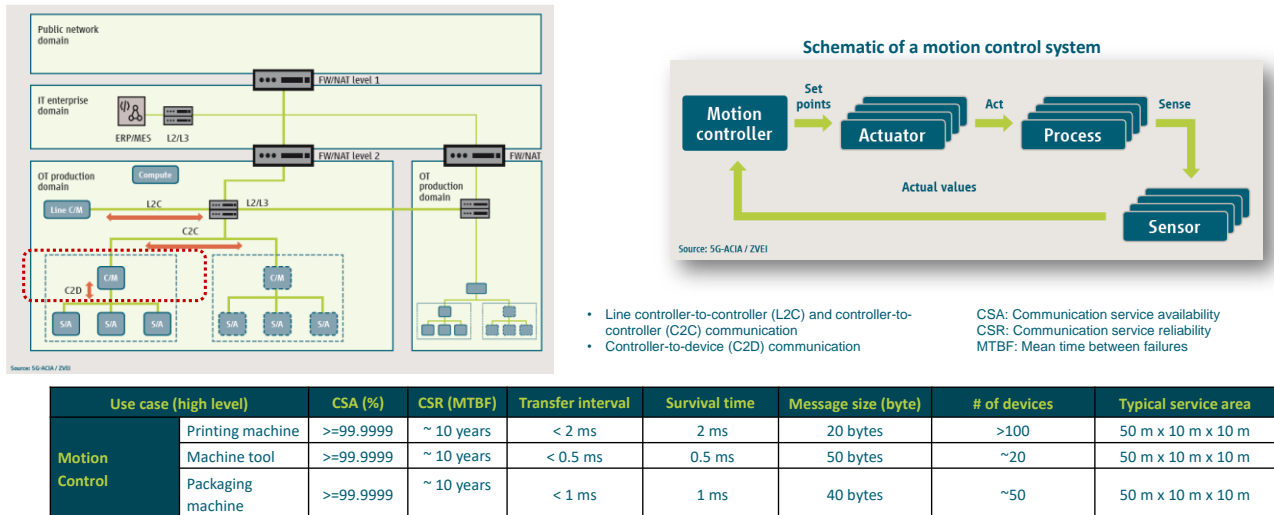 Public network
domain
FW/NAT level 1
IT enterprise
domain
ERP/MES
L2/L3
FW/NAT level 2
FW/NAT
OT production
domain
Compute
OT
production
domain
Line C/M
L2C
L2/L3
C2C
C/M
C/M
C2D
S/A
S/A
S/A
S/A
S/A
S/A
Source: 5G-ACIA / ZVEI
Schematic of a motion control system
Motion
controller
Set
points
Actuator
Act
Process
Sense
Actual values
Sensor
Source: 5G-ACIA / ZVEI
• Line controller-to-controller (L2C) and controller-to-
controller (C2C) communication
• Controller-to-device (C2D) communication
CSA: Communication service availability
CSR: Communication service reliability
MTBF: Mean time between failures
Use case (high level) CSA (%) CSR (MTBF) Transfer interval Survival time Message size (byte) # of devices Typical service area
Motion
Control
Printing machine >=99.9999 ~ 10 years < 2 ms 2 ms 20 bytes >100 50 m x 10 m x 10 m
Machine tool >=99.9999 ~ 10 years < 0.5 ms 0.5 ms 50 bytes ~20 50 m x 10 m x 10 m
Packaging
machine >=99.9999 ~ 10 years < 1 ms 1 ms 40 bytes ~50 50 m x 10 m x 10 m